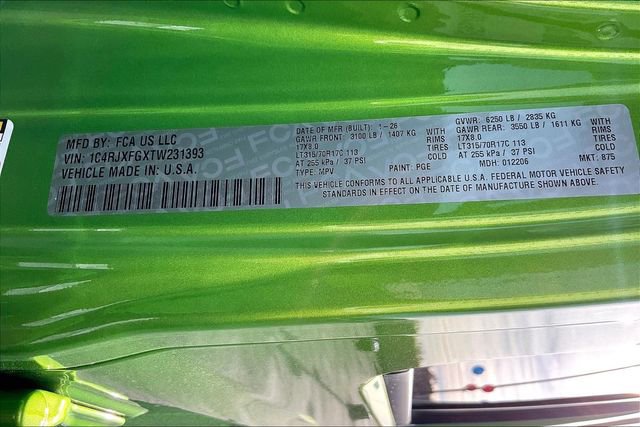 MFD BY: FCA US LLC
VIN: 1C4RJXFGXTW231393
VEHICLE MADE IN U.S.A.
DATE OF MFR (BUILT): 1-26
GAWR FRONT: 3100 LB / 1407 KG WITH
17X8.0 RIMS
LT315/70R17C 113 TIRES
AT 255 kPa / 37 PSI COLD
TYPE: MPV PAINT: PGE
GVWR: 6250 LB / 2835 KG
GAWR REAR: 3550 LB / 1611 KG WITH
17X8.0 RIMS
LT315/70R17C 113 TIRES
AT 255 kPa / 37 PSI COLD
MDH: 012206 MKT: 875
THIS VEHICLE CONFORMS TO ALL APPLICABLE U.S.A. FEDERAL MOTOR VEHICLE SAFETY
STANDARDS IN EFFECT ON THE DATE OF MANUFACTURE SHOWN ABOVE.